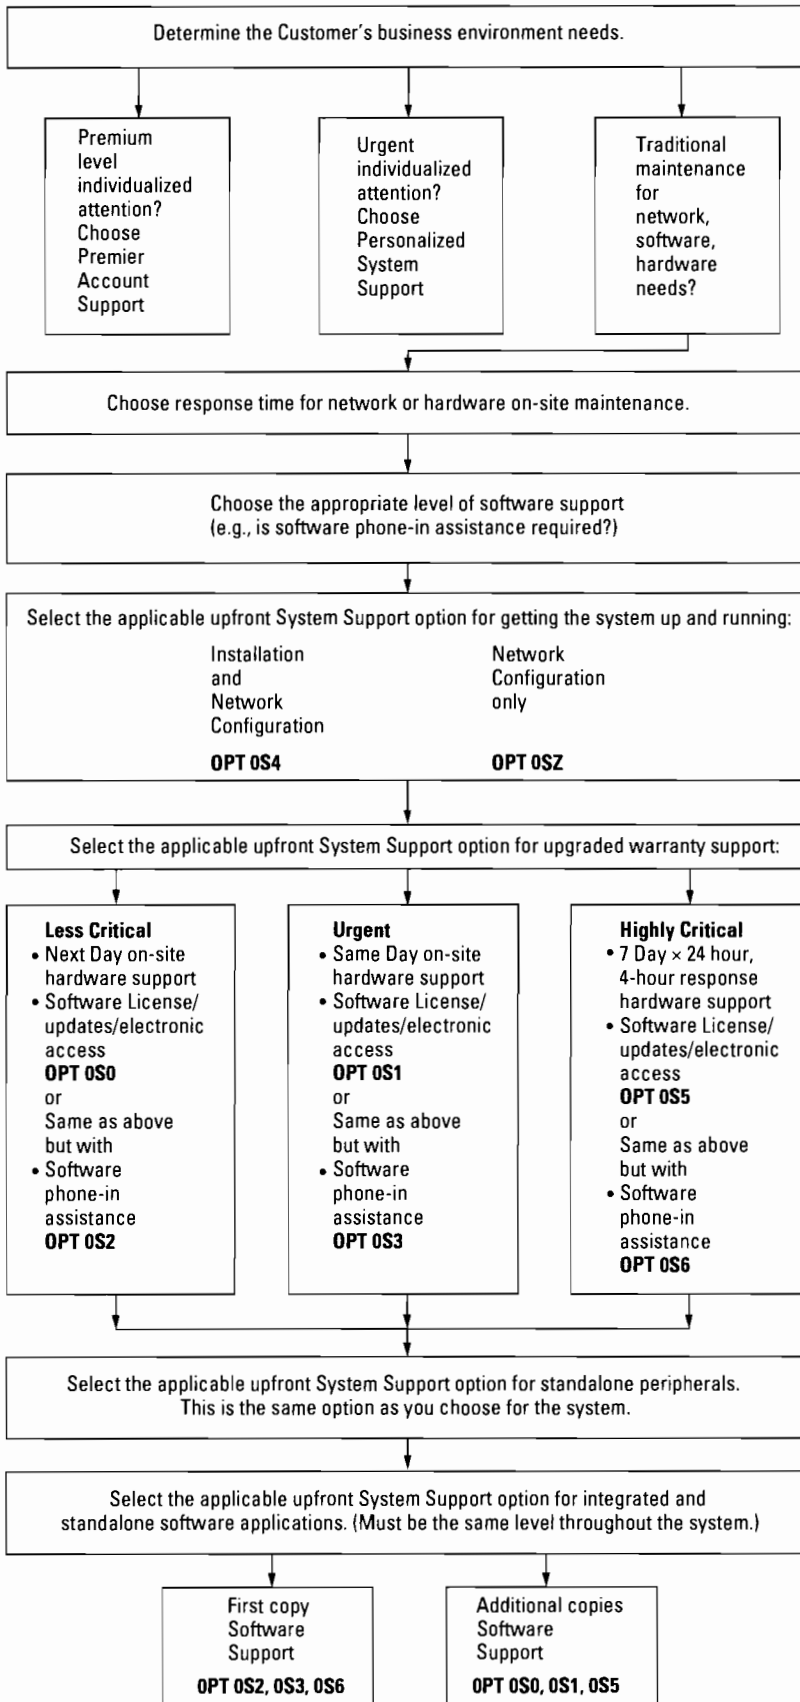 Determine the Customer's business environment needs.
Premium
level
individualized
attention?
Choose
Premier
Account
Support
Urgent
individualized
attention?
Choose
Personalized
System
Support
Traditional
maintenance
for
network,
software,
hardware
needs?
Choose response time for network or hardware on-site maintenance.
Choose the appropriate level of software support
(e.g., is software phone-in assistance required?)
Select the applicable upfront System Support option for getting the system up and running:
Installation
and
Network
Configuration
OPT 0S4
Network
Configuration
only
OPT 0SZ
Select the applicable upfront System Support option for upgraded warranty support:
Less Critical
• Next Day on-site
hardware support
• Software License/
updates/electronic
access
OPT 0S0
or
Same as above
but with
• Software
phone-in
assistance
OPT 0S2
Urgent
• Same Day on-site
hardware support
• Software License/
updates/electronic
access
OPT 0S1
or
Same as above
but with
• Software
phone-in
assistance
OPT 0S3
Highly Critical
• 7 Day × 24 hour,
4-hour response
hardware support
• Software License/
updates/electronic
access
OPT 0S5
or
Same as above
but with
• Software
phone-in
assistance
OPT 0S6
Select the applicable upfront System Support option for standalone peripherals.
This is the same option as you choose for the system.
Select the applicable upfront System Support option for integrated and
standalone software applications. (Must be the same level throughout the system.)
First copy
Software
Support
OPT 0S2, 0S3, 0S6
Additional copies
Software
Support
OPT 0S0, 0S1, 0S5